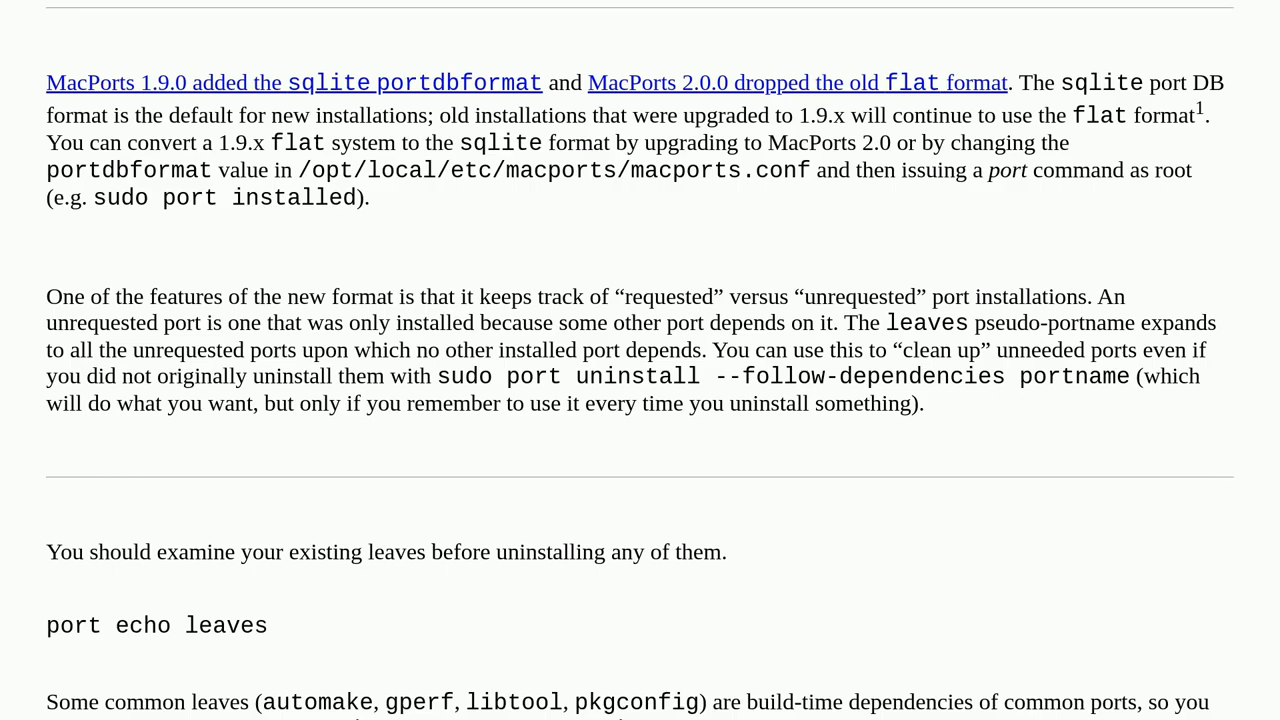 MacPorts 1.9.0 added the sqlite portdbformat and MacPorts 2.0.0 dropped the old flat format. The sqlite port DB
format is the default for new installations; old installations that were upgraded to 1.9.x will continue to use the flat format1.
You can convert a 1.9.x flat system to the sqlite format by upgrading to MacPorts 2.0 or by changing the
portdbformat value in /opt/local/etc/macports/macports.conf and then issuing a port command as root
(e.g. sudo port installed).
One of the features of the new format is that it keeps track of “requested” versus “unrequested” port installations. An
unrequested port is one that was only installed because some other port depends on it. The leaves pseudo-portname expands
to all the unrequested ports upon which no other installed port depends. You can use this to “clean up” unneeded ports even if
you did not originally uninstall them with sudo port uninstall --follow-dependencies portname (which
will do what you want, but only if you remember to use it every time you uninstall something).
You should examine your existing leaves before uninstalling any of them.
port echo leaves
Some common leaves (automake, gperf, libtool, pkgconfig) are build-time dependencies of common ports, so you